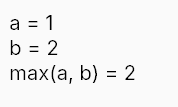 a = 1
b = 2
max(a, b) = 2